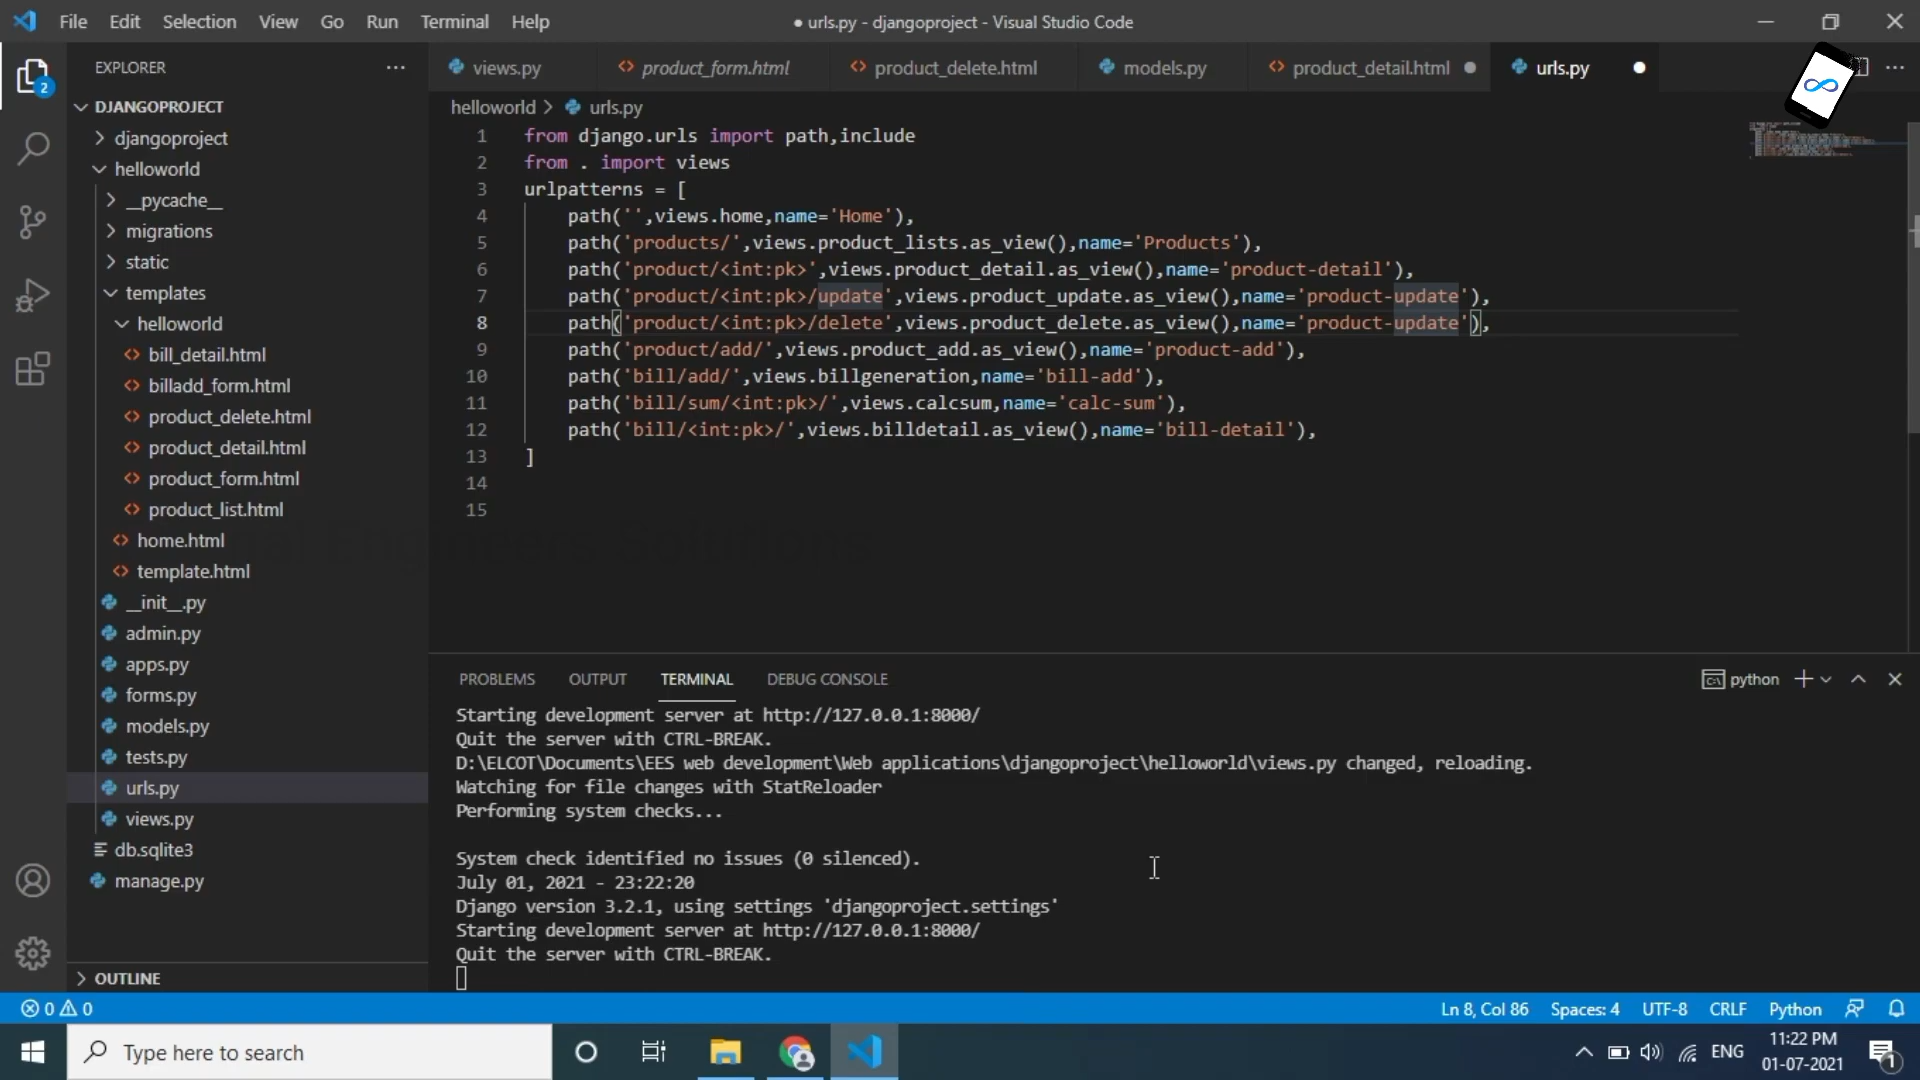 File Edit Selection View Go Run Terminal Help
● urls.py - djangoproject - Visual Studio Code
EXPLORER
2
DJANGOPROJECT
djangoproject
helloworld
__pycache__
migrations
static
templates
helloworld
bill_detail.html
billadd_form.html
product_delete.html
product_detail.html
product_form.html
product_list.html
home.html
template.html
__init__.py
admin.py
apps.py
forms.py
models.py
tests.py
urls.py
views.py
db.sqlite3
manage.py
OUTLINE
views.py product_form.html product_delete.html models.py product_detail.html urls.py
helloworld > urls.py
1 from django.urls import path,include
2 from . import views
3 urlpatterns = [
4 path('',views.home,name='Home'),
5 path('products/',views.product_lists.as_view(),name='Products'),
6 path('product/<int:pk>',views.product_detail.as_view(),name='product-detail'),
7 path('product/<int:pk>/update',views.product_update.as_view(),name='product-update'),
8 path('product/<int:pk>/delete',views.product_delete.as_view(),name='product-update'),
9 path('product/add/',views.product_add.as_view(),name='product-add'),
10 path('bill/add/',views.billgeneration,name='bill-add'),
11 path('bill/sum/<int:pk>/',views.calcsum,name='calc-sum'),
12 path('bill/<int:pk>/',views.billdetail.as_view(),name='bill-detail'),
13 ]
14
15
Engineers Solutions
PROBLEMS OUTPUT TERMINAL DEBUG CONSOLE
python
Starting development server at http://127.0.0.1:8000/
Quit the server with CTRL-BREAK.
D:\ELCOT\Documents\EES web development\Web applications\djangoproject\helloworld\views.py changed, reloading.
Watching for file changes with StatReloader
Performing system checks...
System check identified no issues (0 silenced).
July 01, 2021 - 23:22:20
Django version 3.2.1, using settings 'djangoproject.settings'
Starting development server at http://127.0.0.1:8000/
Quit the server with CTRL-BREAK.
0 0
Ln 8, Col 86 Spaces: 4 UTF-8 CRLF Python
Type here to search
ENG
11:22 PM
01-07-2021
1